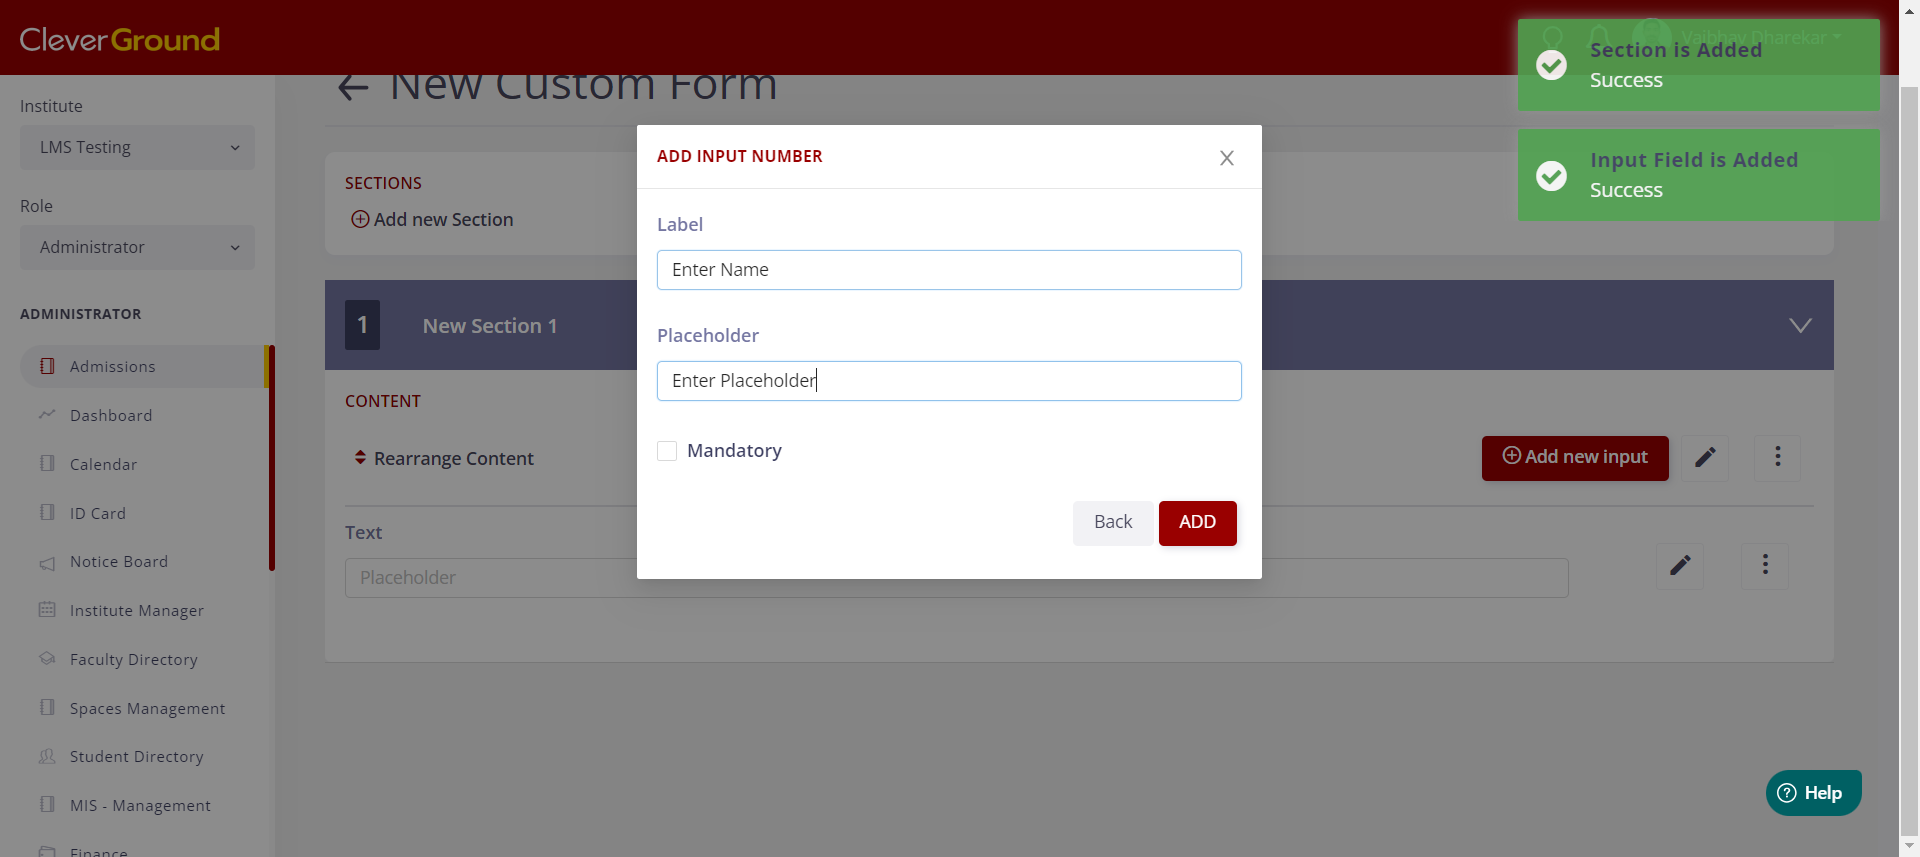 CleverGround
Vaibhav Dharekar
Section is Added
Success
Input Field is Added
Success
New Custom Form
Institute
LMS Testing
Role
Administrator
ADMINISTRATOR
Admissions
Dashboard
Calendar
ID Card
Notice Board
Institute Manager
Faculty Directory
Spaces Management
Student Directory
MIS - Management
Finance
SECTIONS
Add new Section
1
New Section 1
CONTENT
Rearrange Content
Add new input
Text
Placeholder
ADD INPUT NUMBER
Label
Enter Name
Placeholder
Enter Placeholder
Mandatory
Back
ADD
Help